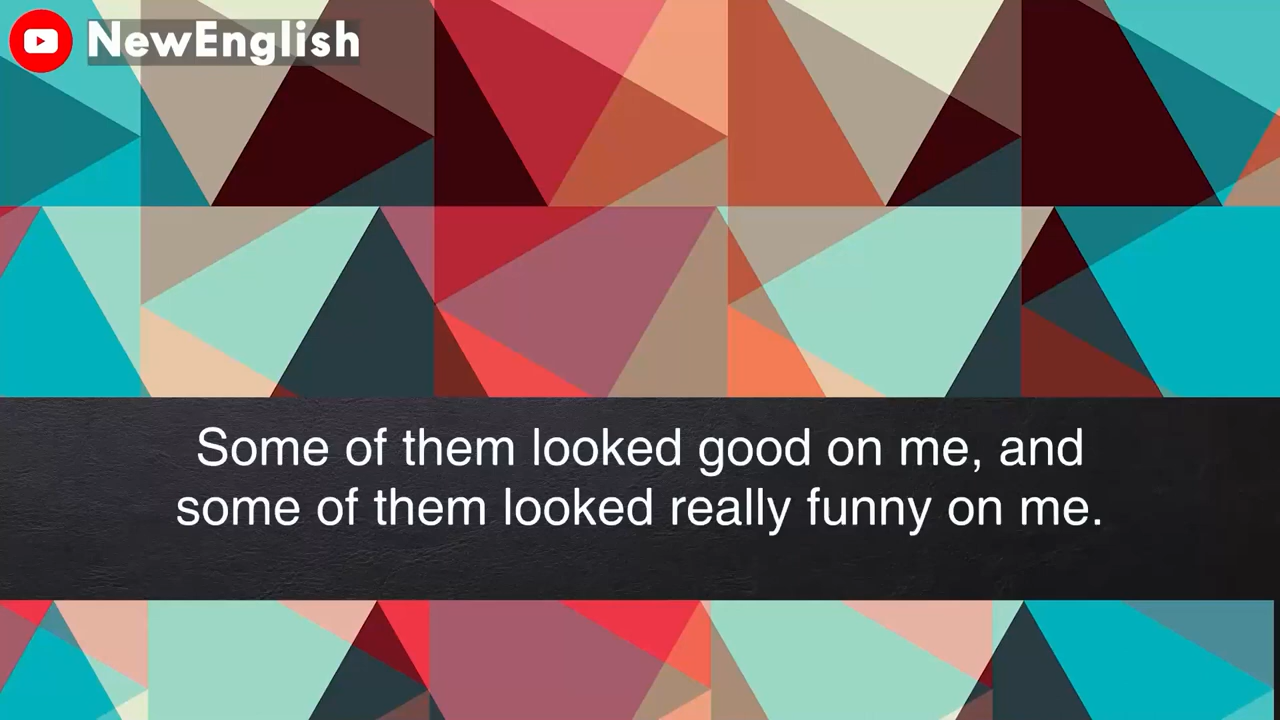 NewEnglish
Some of them looked good on me, and
some of them looked really funny on me.